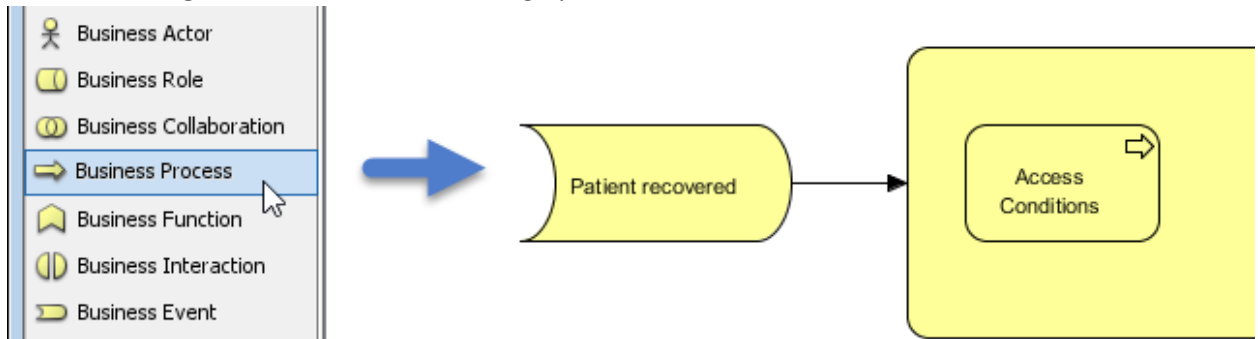 Business Actor
Business Role
Business Collaboration
Business Process
Business Function
Business Interaction
Business Event
Patient recovered
Access
Conditions